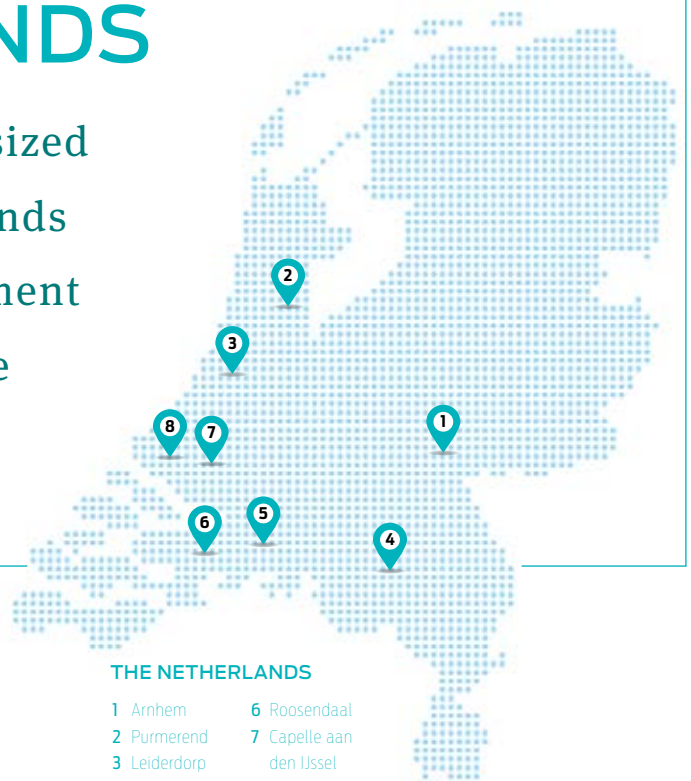 NDS
sized
nds
ment
e
2
3
1
8
7
5
6
4
THE NETHERLANDS
1 Arnhem
2 Purmerend
3 Leiderdorp
6 Roosendaal
7 Capelle aan
den IJssel